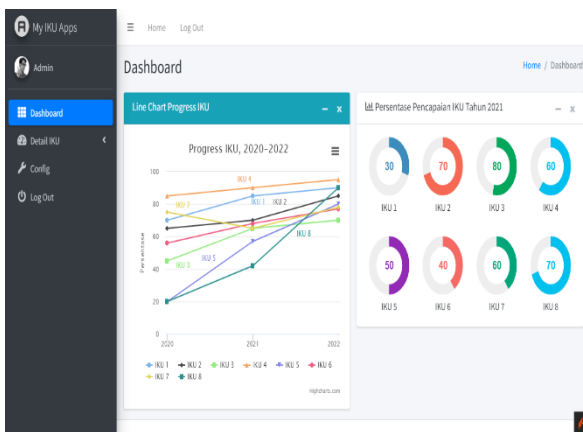 A My IKU Apps
Home Log Out
Admin
Dashboard
Home / Dashboard
Dashboard
Detail IKU
Config
Log Out
Line Chart Progress IKU
Progress IKU, 2020-2022
Persentase
100
80
60
40
20
0
IKU 4
IKU 7
IKU 1 IKU 2
IKU 8
IKU 5
IKU 3
2020 2021 2022
IKU 1 IKU 2 IKU 3 IKU 4 IKU 5 IKU 6
IKU 7 IKU 8
Highcharts.com
Persentase Pencapaian IKU Tahun 2021
30 70 80 60
IKU 1 IKU 2 IKU 3 IKU 4
50 40 60 70
IKU 5 IKU 6 IKU 7 IKU 8